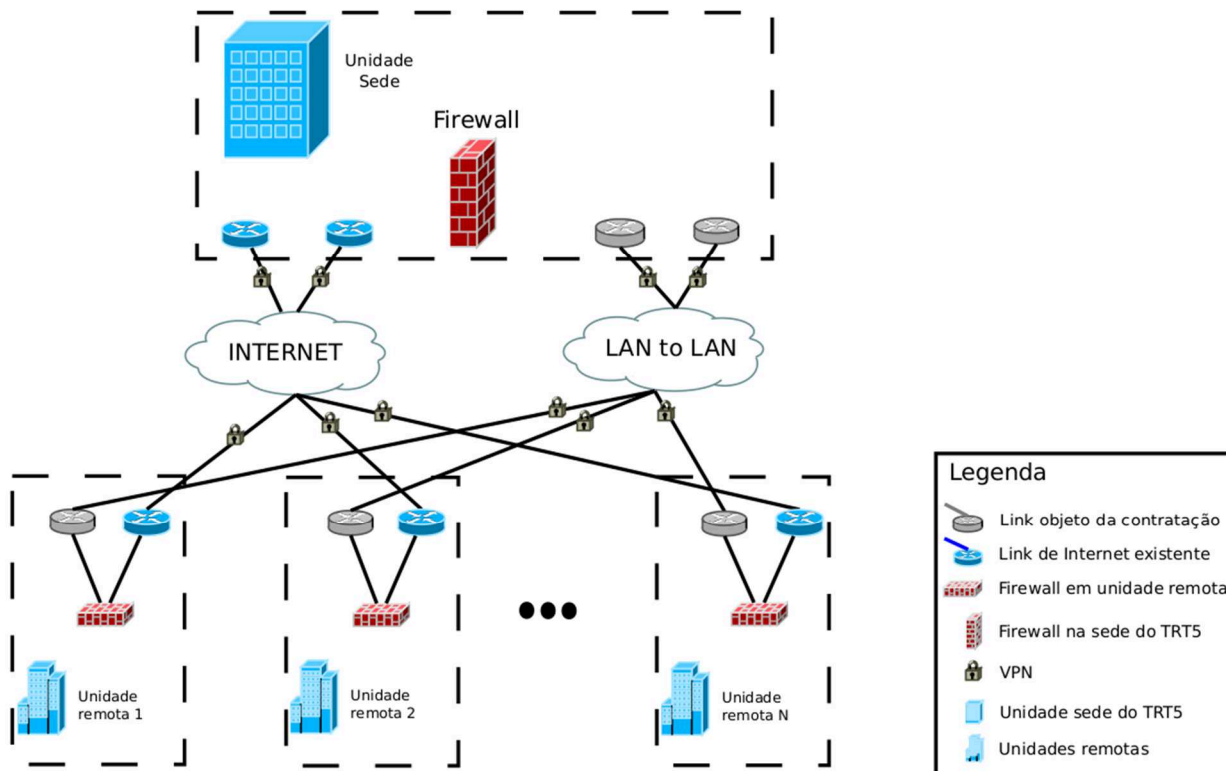 Unidade
Sede
Firewall
INTERNET
LAN to LAN
Unidade
remota 1
Unidade
remota 2
Unidade
remota N
Legenda
Link objeto da contratação
Link de Internet existente
Firewall em unidade remota
Firewall na sede do TRT5
VPN
Unidade sede do TRT5
Unidades remotas